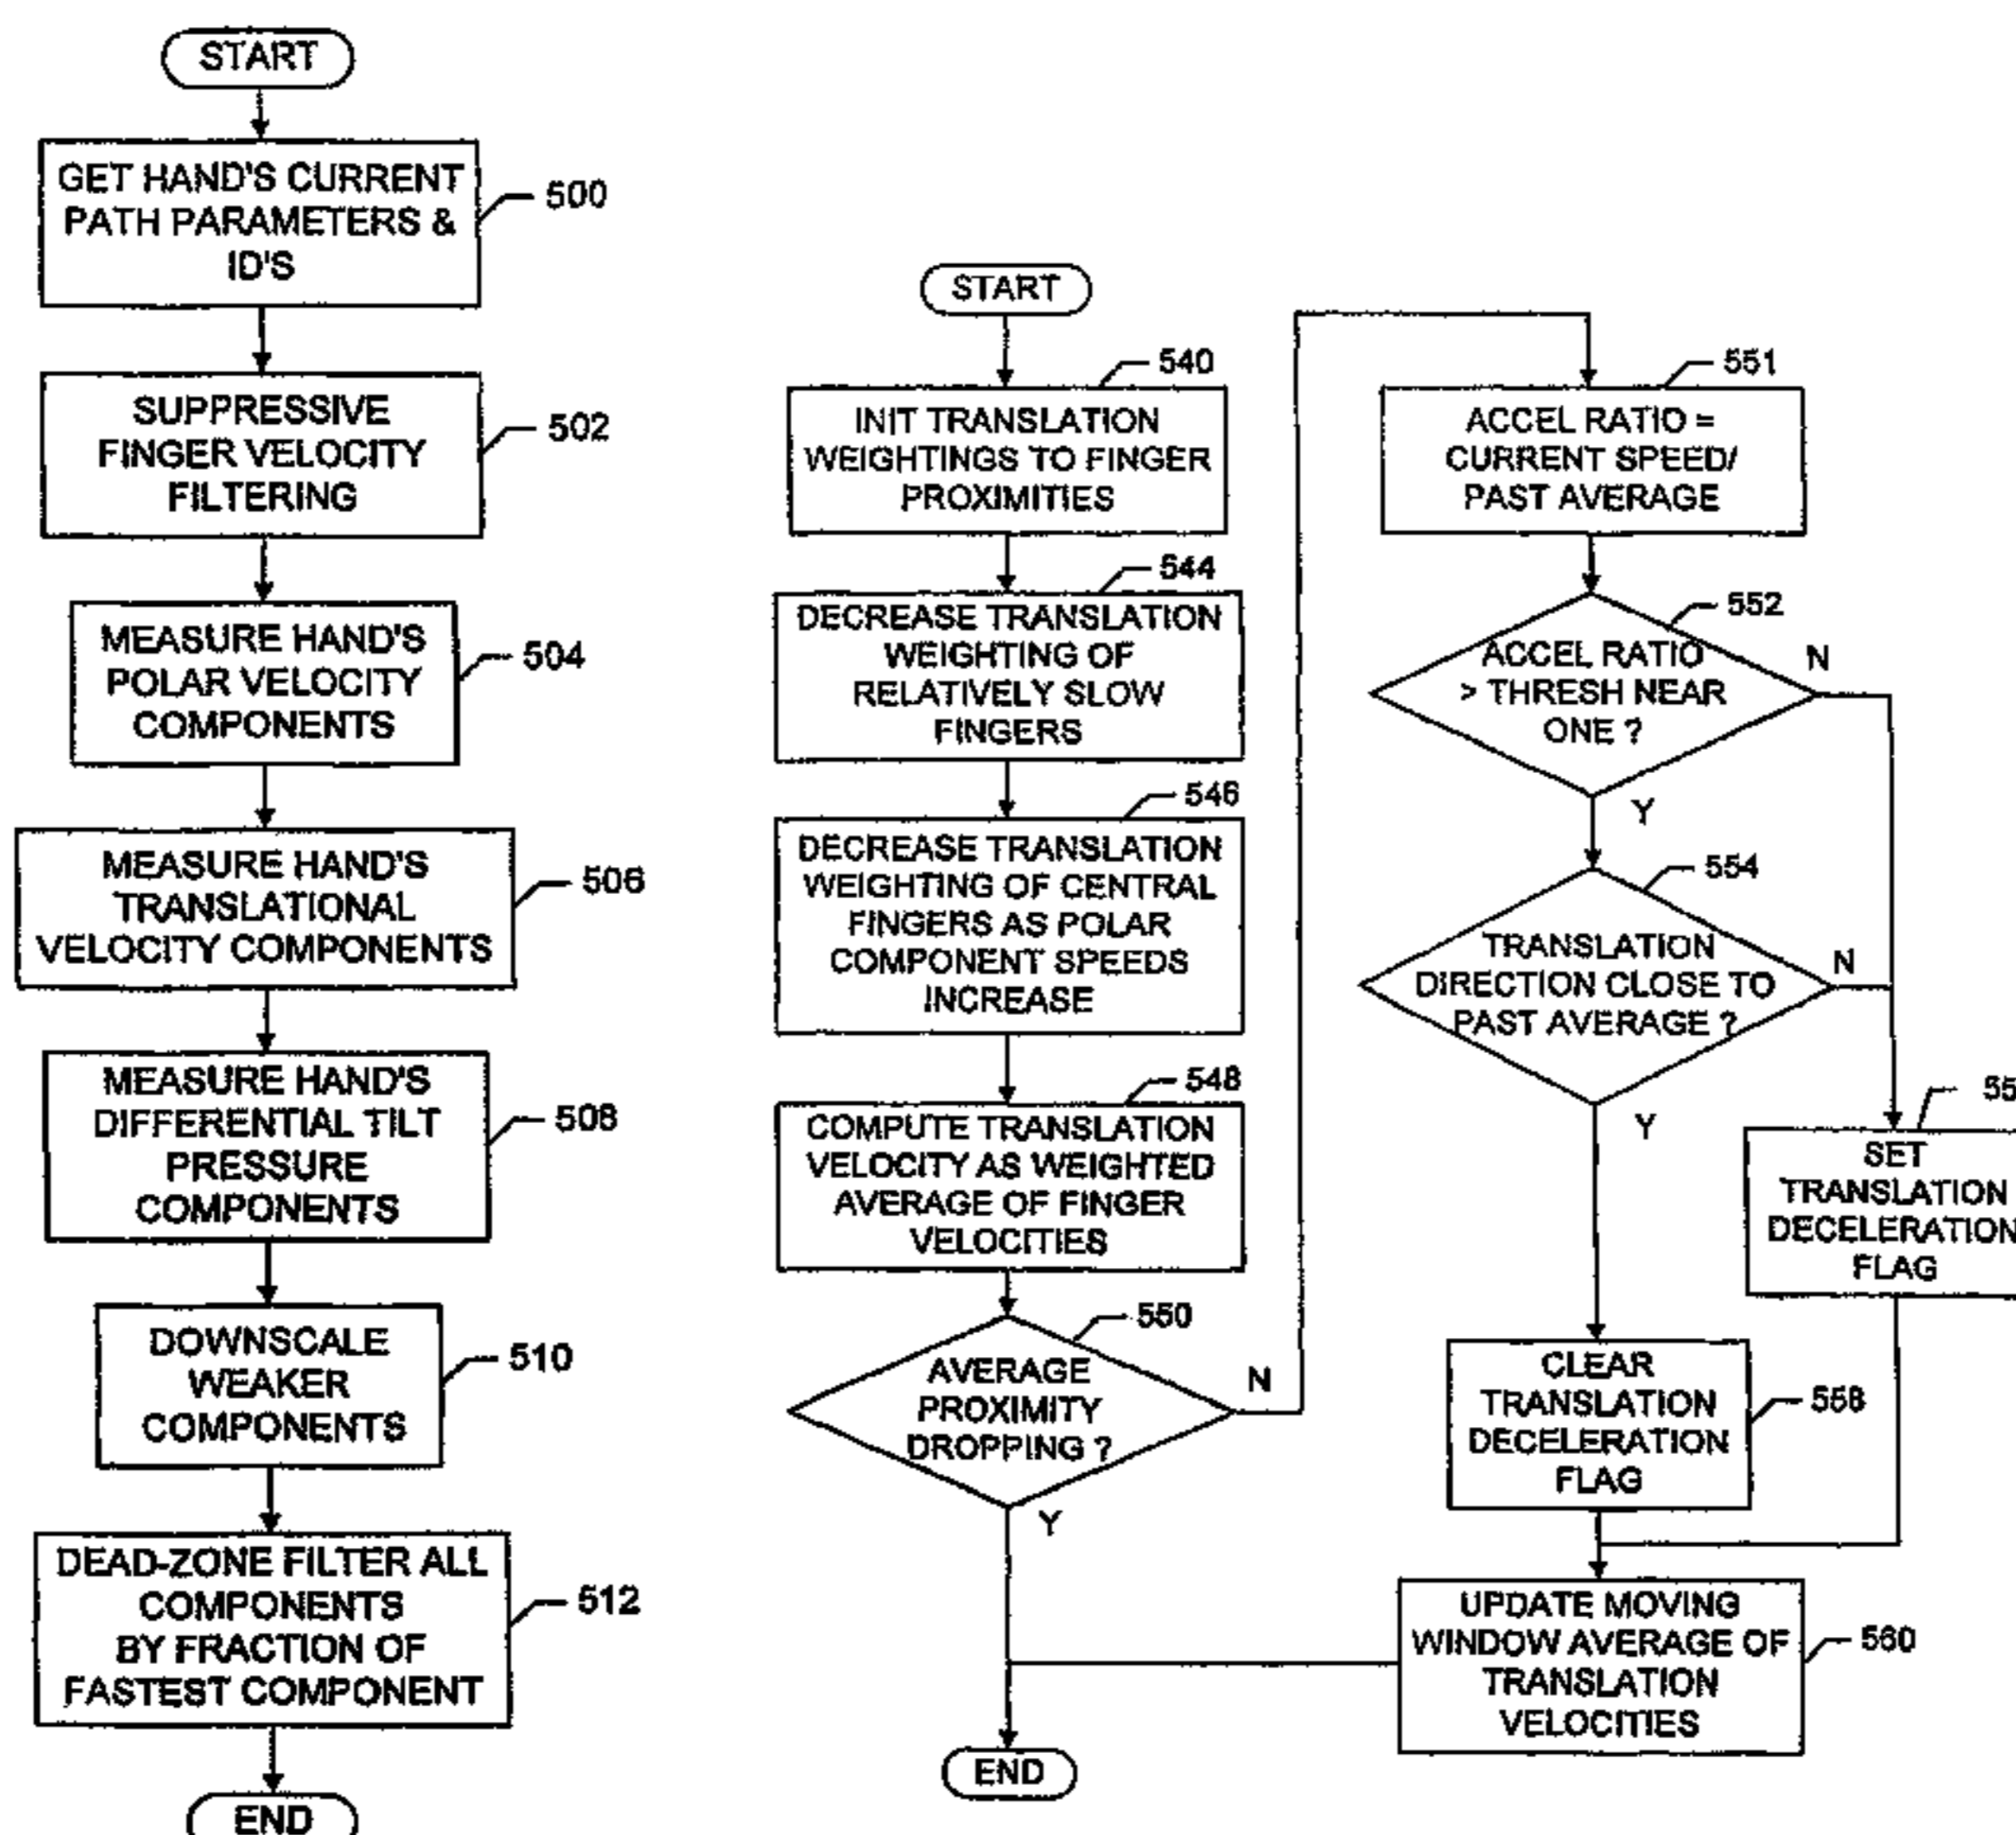 START
GET HAND'S CURRENT
PATH PARAMETERS &
ID'S
500
SUPPRESSIVE
FINGER VELOCITY
FILTERING
502
MEASURE HAND'S
POLAR VELOCITY
COMPONENTS
504
MEASURE HAND'S
TRANSLATIONAL
VELOCITY COMPONENTS
506
MEASURE HAND'S
DIFFERENTIAL TILT
PRESSURE
COMPONENTS
508
DOWNSCALE
WEAKER
COMPONENTS
510
DEAD-ZONE FILTER ALL
COMPONENTS
BY FRACTION OF
FASTEST COMPONENT
512
END
START
540
INIT TRANSLATION
WEIGHTINGS TO FINGER
PROXIMITIES
544
DECREASE TRANSLATION
WEIGHTING OF
RELATIVELY SLOW
FINGERS
546
DECREASE TRANSLATION
WEIGHTING OF CENTRAL
FINGERS AS POLAR
COMPONENT SPEEDS
INCREASE
548
COMPUTE TRANSLATION
VELOCITY AS WEIGHTED
AVERAGE OF FINGER
VELOCITIES
550
AVERAGE
PROXIMITY
DROPPING ?
N
Y
END
551
ACCEL RATIO =
CURRENT SPEED/
PAST AVERAGE
552
ACCEL RATIO
> THRESH NEAR
ONE ?
N
Y
554
TRANSLATION
DIRECTION CLOSE TO
PAST AVERAGE ?
N
Y
55
SET
TRANSLATION
DECELERATION
FLAG
CLEAR
TRANSLATION
DECELERATION
FLAG
558
UPDATE MOVING
WINDOW AVERAGE OF
TRANSLATION
VELOCITIES
560